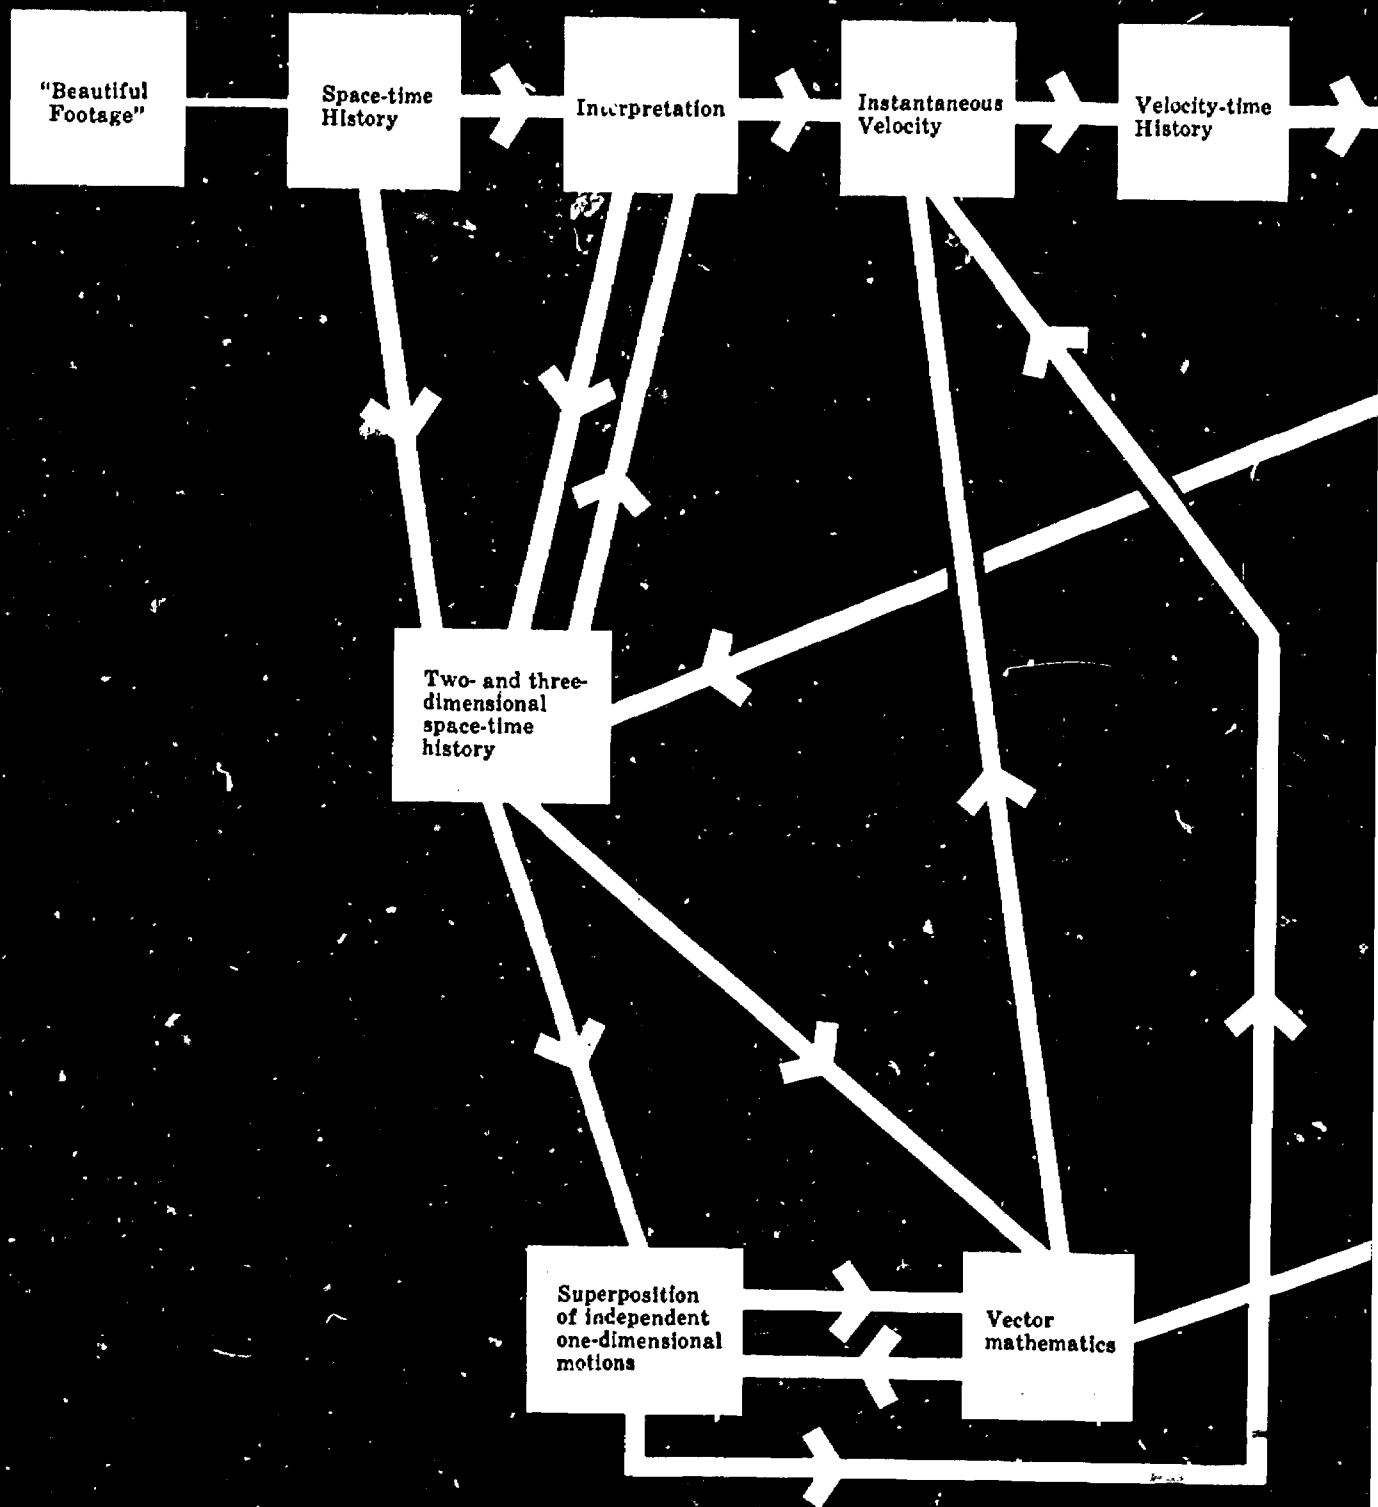 “Beautiful
Footage”
Space-time
History
Interpretation
Instantaneous
Velocity
Velocity-time
History
Two- and three-
dimensional
space-time
history
Superposition
of independent
one-dimensional
motions
Vector
mathematics